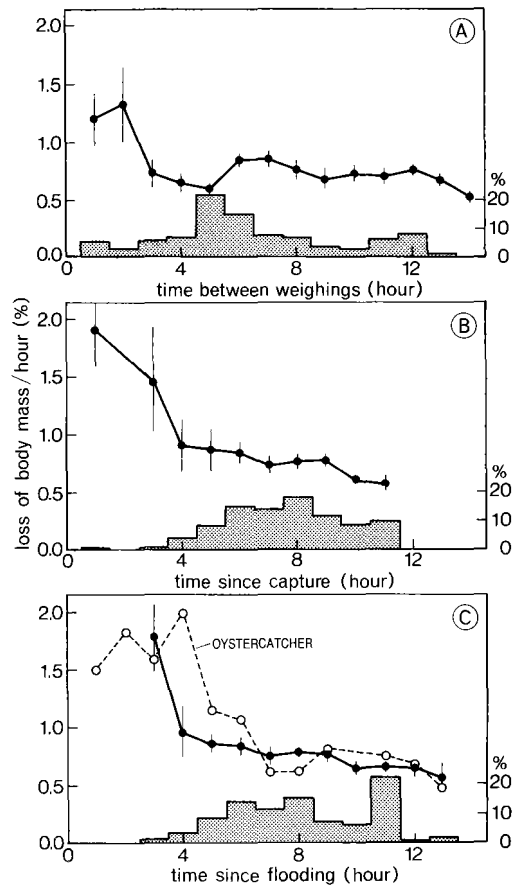 A
2.0
1.5
1.0
0.5
0.0
%
20
10
0
0 4 8 12
time between weighings (hour)
loss of body mass/hour (%)
B
2.0
1.5
1.0
0.5
0.0
%
20
10
0
0 4 8 12
time since capture (hour)
C
2.0
1.5
1.0
0.5
0.0
OYSTERCATCHER
%
20
10
0
0 4 8 12
time since flooding (hour)